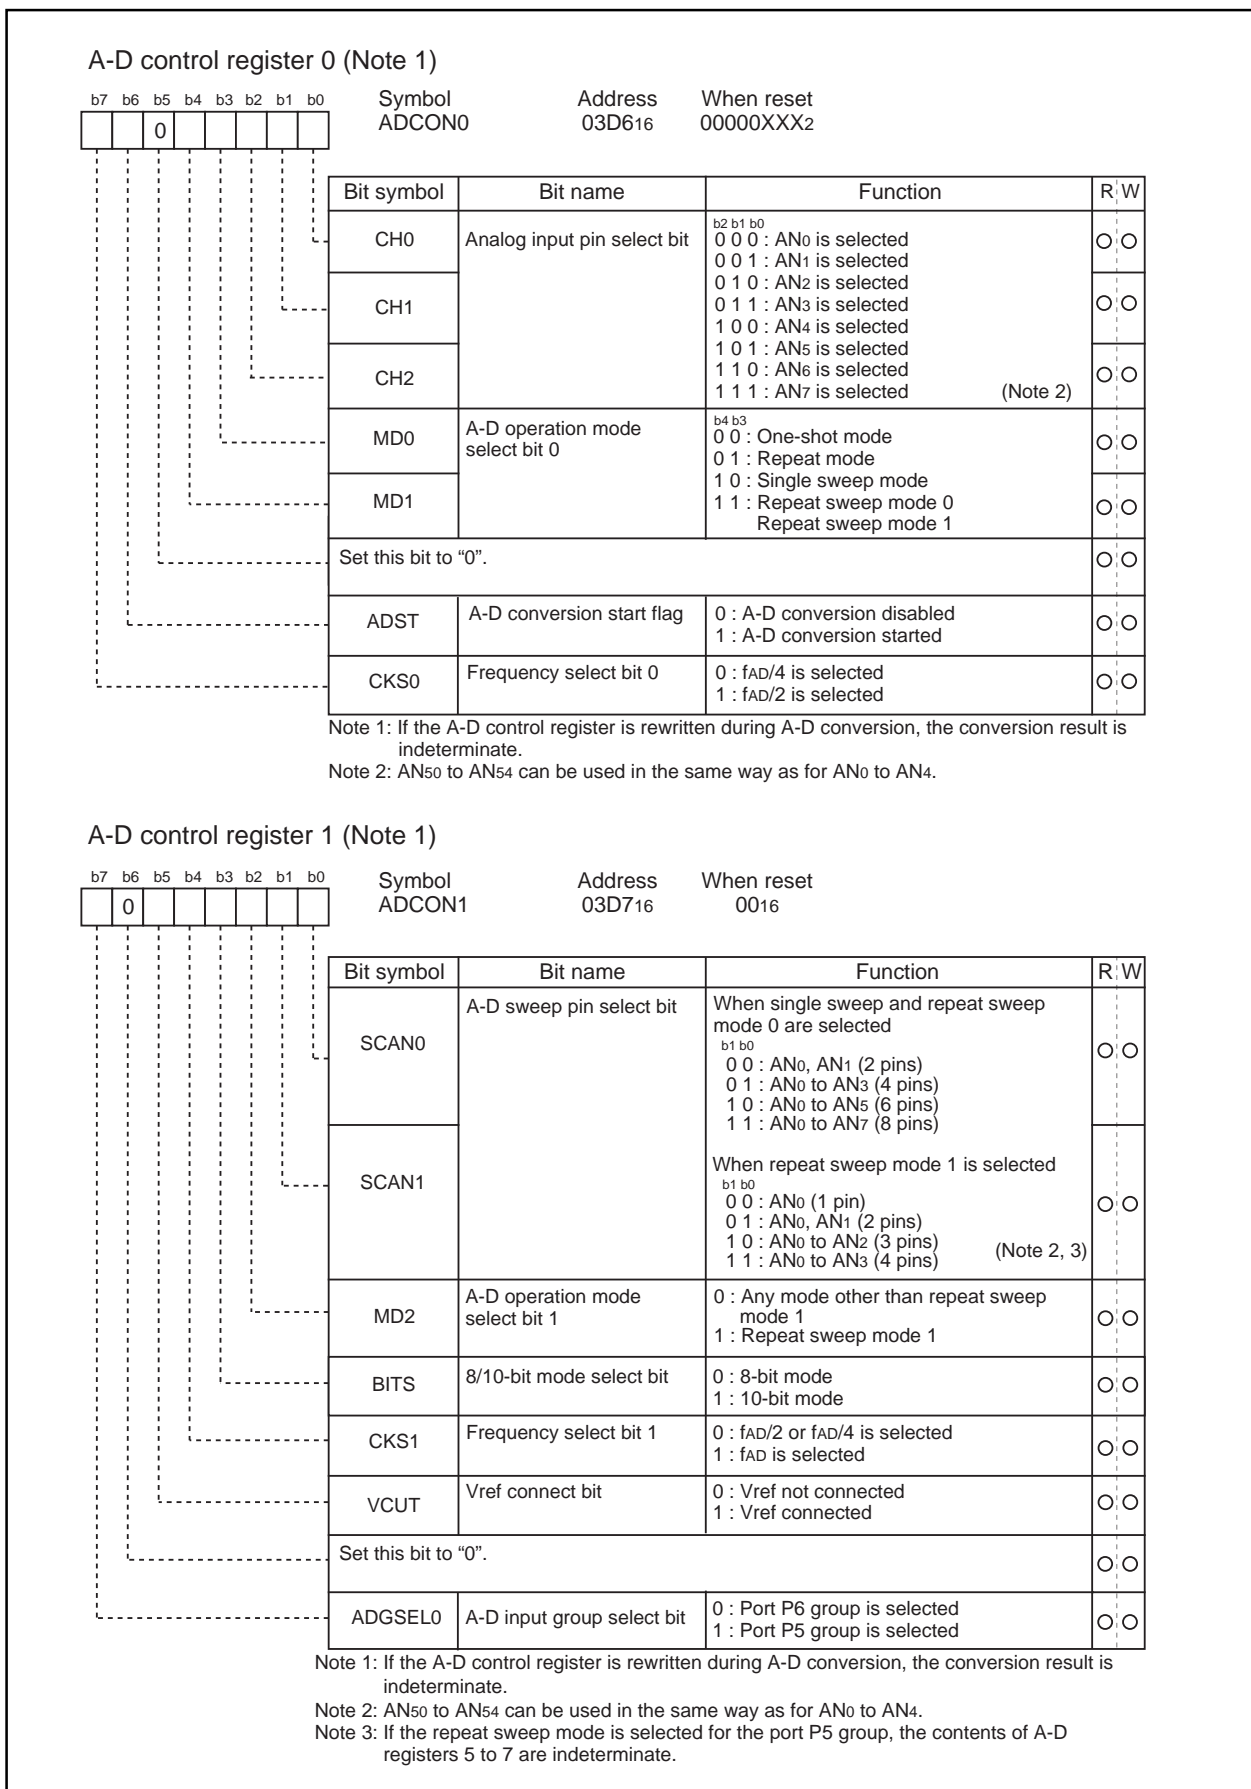 A-D control register 0 (Note 1)
b7 b6 b5 b4 b3 b2 b1 b0
0
Symbol Address When reset
ADCON0 03D616 00000XXX2
Bit symbol Bit name Function R W
CH0 Analog input pin select bit
b2 b1 b0
0 0 0 : AN0 is selected
0 0 1 : AN1 is selected
0 1 0 : AN2 is selected
CH1
0 1 1 : AN3 is selected
1 0 0 : AN4 is selected
1 0 1 : AN5 is selected
CH2
1 1 0 : AN6 is selected
1 1 1 : AN7 is selected (Note 2)
MD0 A-D operation mode
select bit 0
b4 b3
0 0 : One-shot mode
0 1 : Repeat mode
1 0 : Single sweep mode
MD1
1 1 : Repeat sweep mode 0
Repeat sweep mode 1
Set this bit to “0”.
ADST A-D conversion start flag 0 : A-D conversion disabled
1 : A-D conversion started
CKS0 Frequency select bit 0 0 : fAD/4 is selected
1 : fAD/2 is selected
Note 1: If the A-D control register is rewritten during A-D conversion, the conversion result is
indeterminate.
Note 2: AN50 to AN54 can be used in the same way as for AN0 to AN4.
A-D control register 1 (Note 1)
b7 b6 b5 b4 b3 b2 b1 b0
0
Symbol Address When reset
ADCON1 03D716 0016
Bit symbol Bit name Function R W
SCAN0 A-D sweep pin select bit
When single sweep and repeat sweep
mode 0 are selected
b1 b0
0 0 : AN0, AN1 (2 pins)
0 1 : AN0 to AN3 (4 pins)
1 0 : AN0 to AN5 (6 pins)
1 1 : AN0 to AN7 (8 pins)
SCAN1
When repeat sweep mode 1 is selected
b1 b0
0 0 : AN0 (1 pin)
0 1 : AN0, AN1 (2 pins)
1 0 : AN0 to AN2 (3 pins)
1 1 : AN0 to AN3 (4 pins) (Note 2, 3)
MD2 A-D operation mode
select bit 1
0 : Any mode other than repeat sweep
mode 1
1 : Repeat sweep mode 1
BITS 8/10-bit mode select bit 0 : 8-bit mode
1 : 10-bit mode
CKS1 Frequency select bit 1 0 : fAD/2 or fAD/4 is selected
1 : fAD is selected
VCUT Vref connect bit 0 : Vref not connected
1 : Vref connected
Set this bit to “0”.
ADGSEL0 A-D input group select bit 0 : Port P6 group is selected
1 : Port P5 group is selected
Note 1: If the A-D control register is rewritten during A-D conversion, the conversion result is
indeterminate.
Note 2: AN50 to AN54 can be used in the same way as for AN0 to AN4.
Note 3: If the repeat sweep mode is selected for the port P5 group, the contents of A-D
registers 5 to 7 are indeterminate.